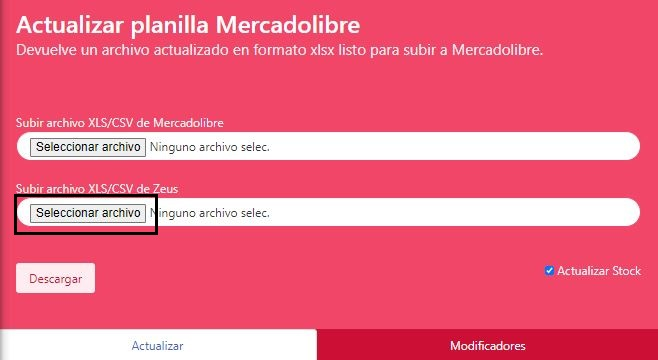 Actualizar planilla Mercadolibre
Devuelve un archivo actualizado en formato xlsx listo para subir a Mercadolibre.
Subir archivo XLS/CSV de Mercadolibre
Seleccionar archivo Ninguno archivo selec.
Subir archivo XLS/CSV de Zeus
Seleccionar archivo Ninguno archivo selec.
Descargar Actualizar Stock
Actualizar Modificadores